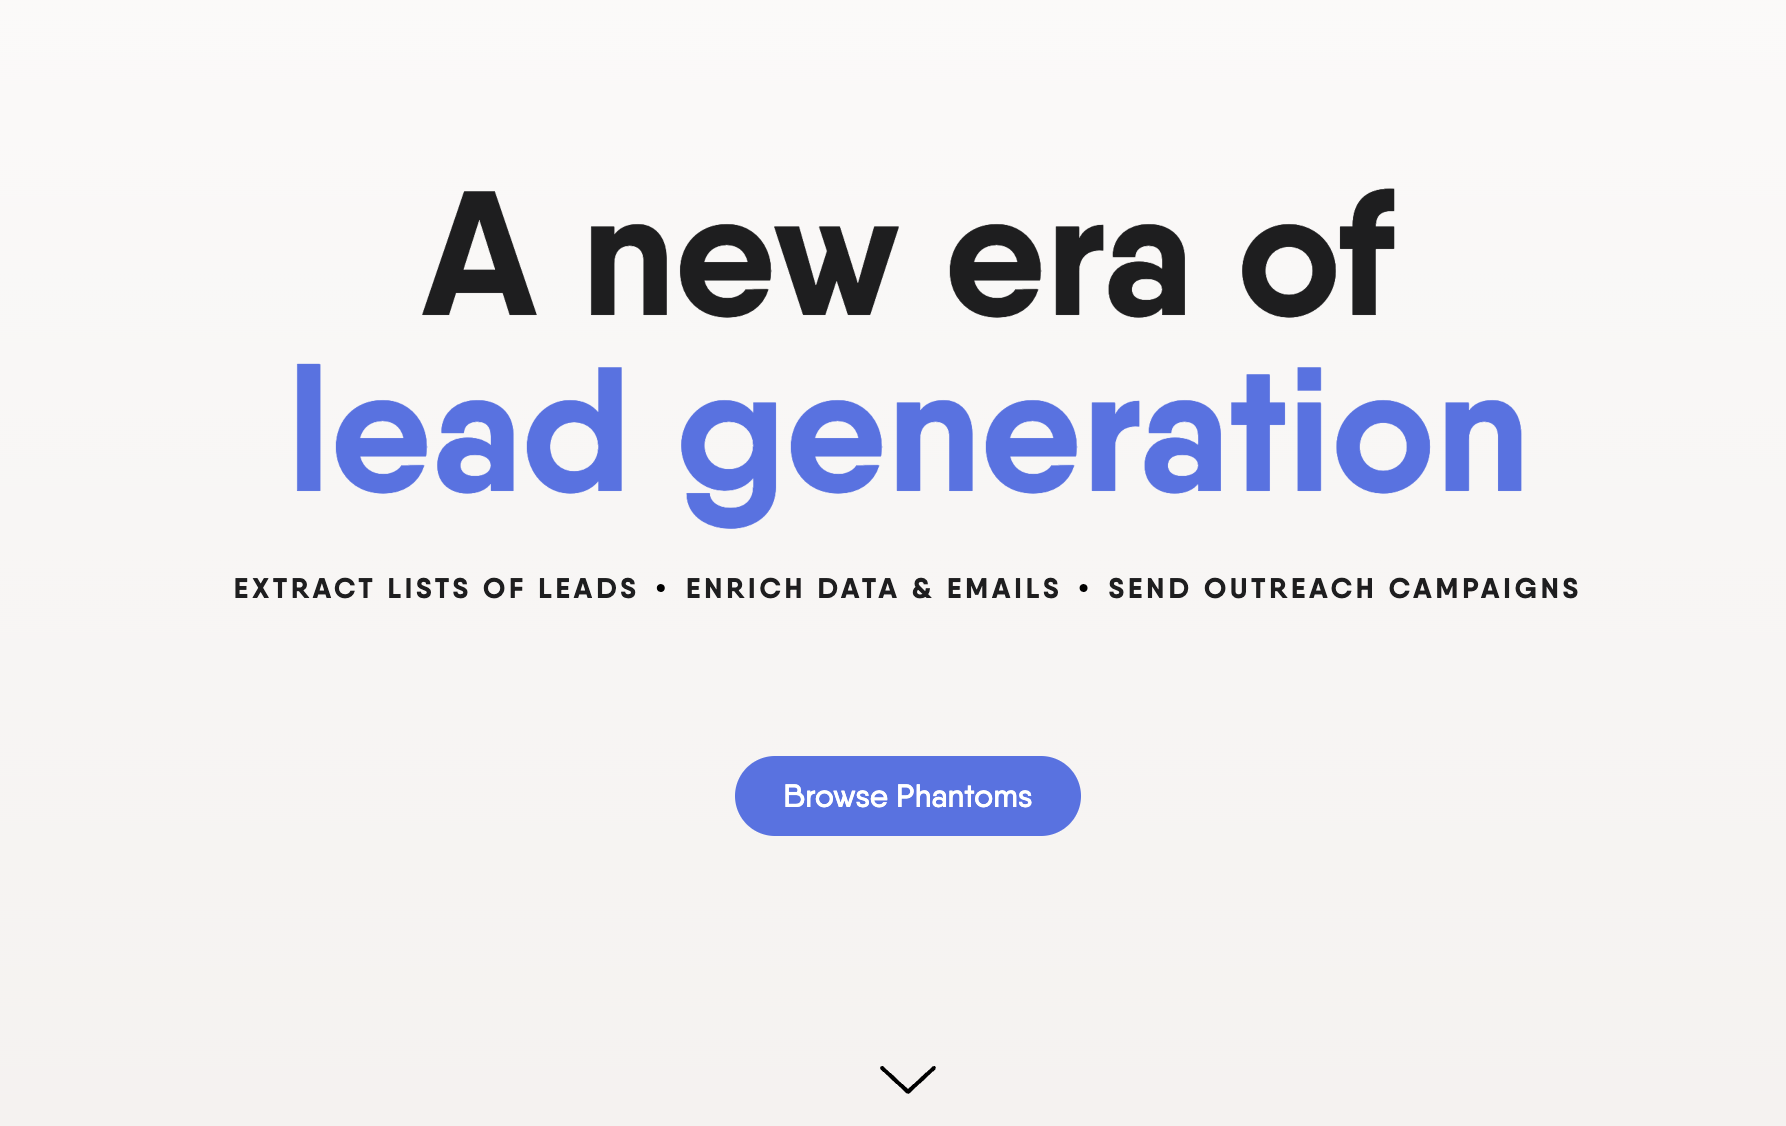 A new era of
lead generation
EXTRACT LISTS OF LEADS • ENRICH DATA & EMAILS • SEND OUTREACH CAMPAIGNS
Browse Phantoms